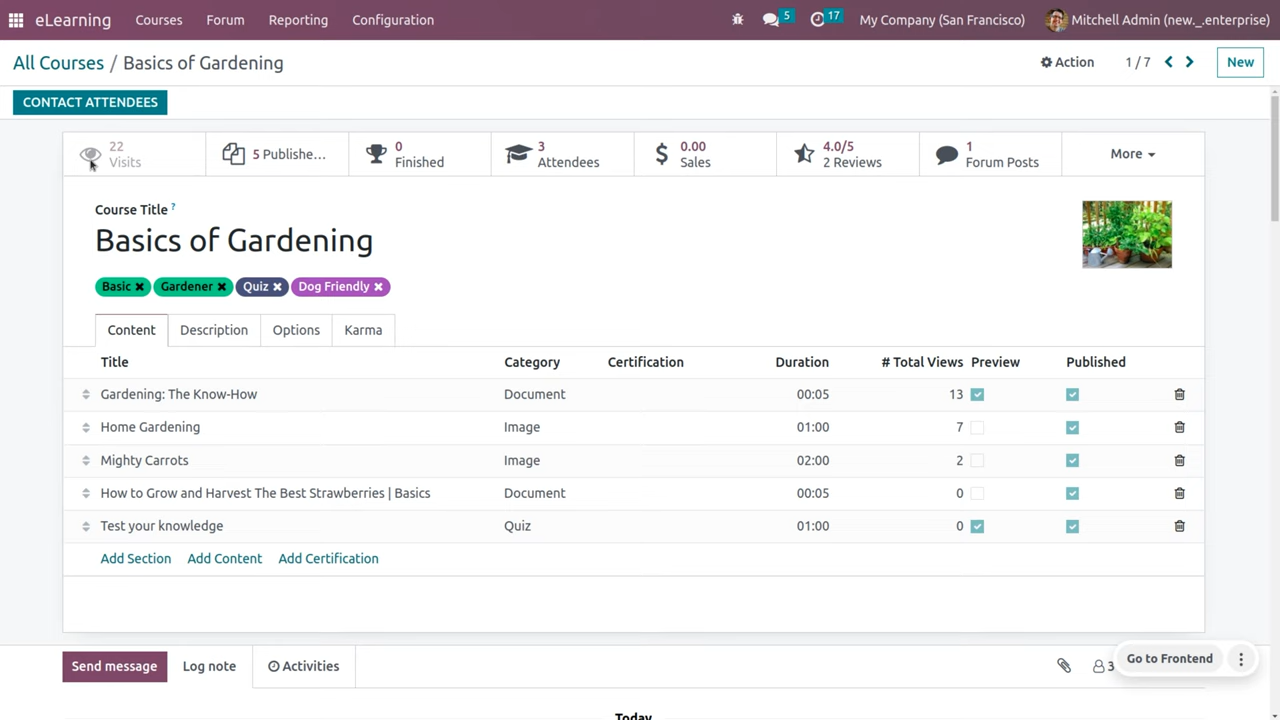 eLearning Courses Forum Reporting Configuration 5 17 My Company (San Francisco) Mitchell Admin (new._.enterprise)
All Courses / Basics of Gardening Action 1 / 7 New
CONTACT ATTENDEES
22 Visits
5 Publishe...
0 Finished
3 Attendees
0.00 Sales
4.0/5 2 Reviews
1 Forum Posts
More
Course Title ?
Basics of Gardening
Basic Gardener Quiz Dog Friendly
Content Description Options Karma
Title Category Certification Duration # Total Views Preview Published
Gardening: The Know-How Document 00:05 13
Home Gardening Image 01:00 7
Mighty Carrots Image 02:00 2
How to Grow and Harvest The Best Strawberries | Basics Document 00:05 0
Test your knowledge Quiz 01:00 0
Add Section Add Content Add Certification
Send message Log note Activities 3 Go to Frontend
Today